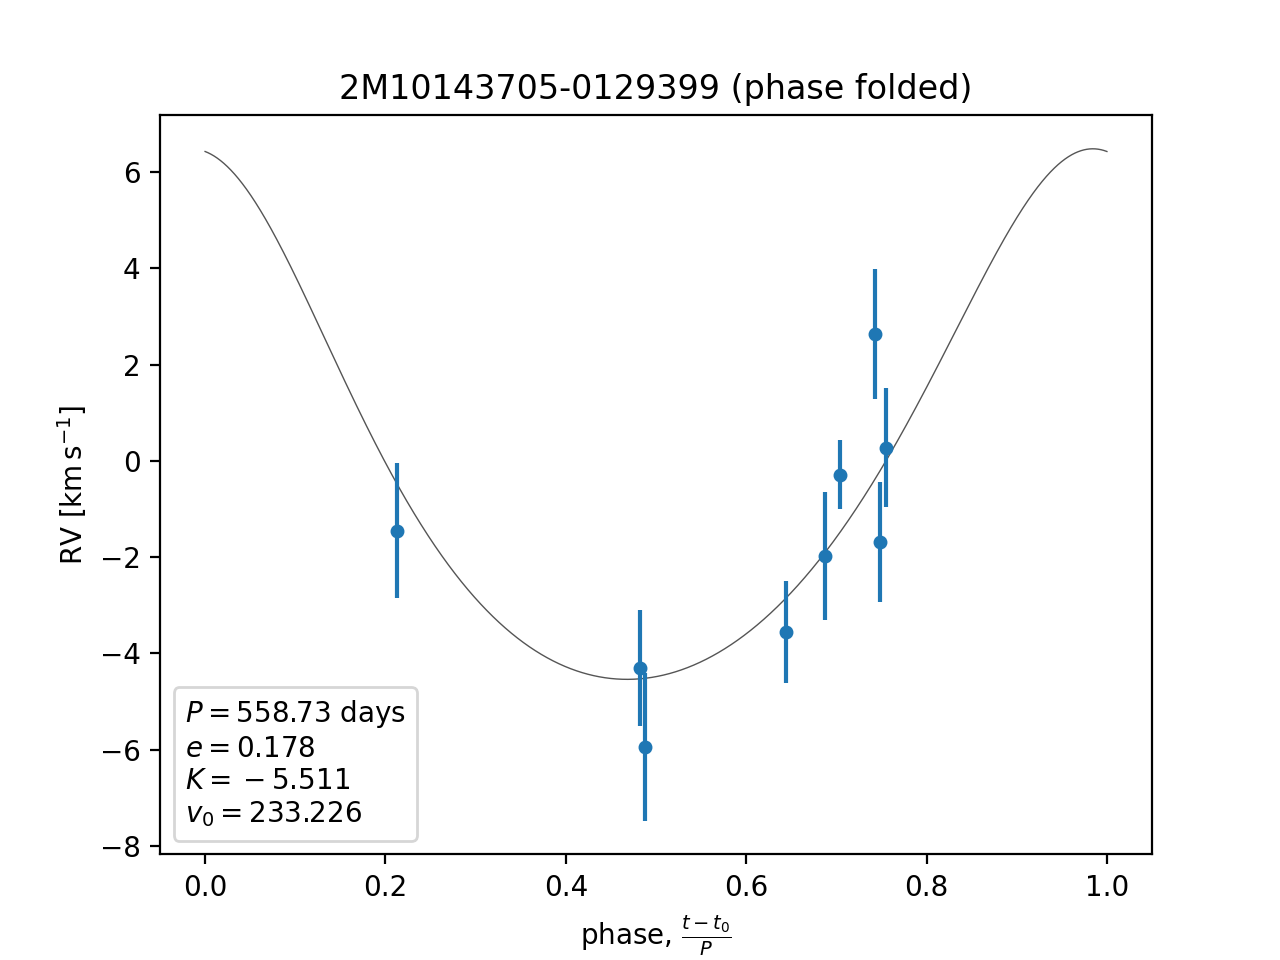 2M10143705-0129399 (phase folded)
RV [km s⁻¹]
6
4
2
0
−2
−4
−6
−8
P = 558.73 days
e = 0.178
K = −5.511
v₀ = 233.226
0.0 0.2 0.4 0.6 0.8 1.0
phase, (t − t₀)/P